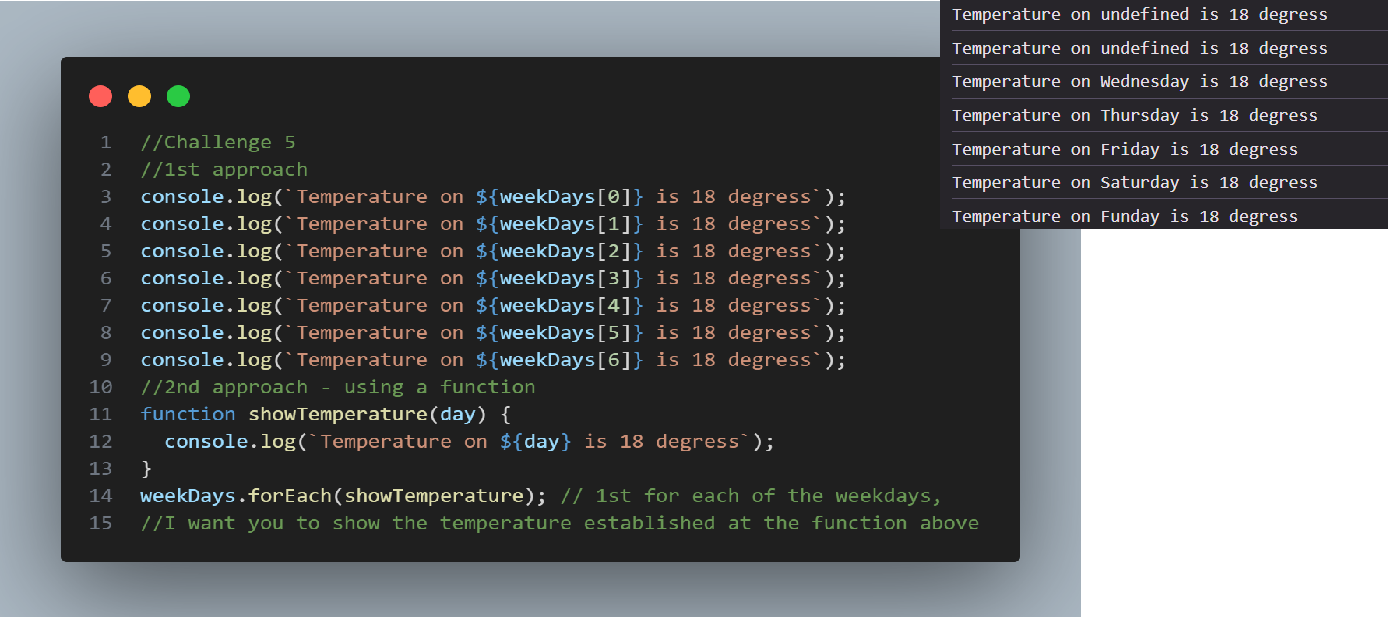 Temperature on undefined is 18 degress
Temperature on undefined is 18 degress
Temperature on Wednesday is 18 degress
Temperature on Thursday is 18 degress
Temperature on Friday is 18 degress
Temperature on Saturday is 18 degress
Temperature on Funday is 18 degress
1 //Challenge 5
2 //1st approach
3 console.log(`Temperature on ${weekDays[0]} is 18 degress`);
4 console.log(`Temperature on ${weekDays[1]} is 18 degress`);
5 console.log(`Temperature on ${weekDays[2]} is 18 degress`);
6 console.log(`Temperature on ${weekDays[3]} is 18 degress`);
7 console.log(`Temperature on ${weekDays[4]} is 18 degress`);
8 console.log(`Temperature on ${weekDays[5]} is 18 degress`);
9 console.log(`Temperature on ${weekDays[6]} is 18 degress`);
10 //2nd approach - using a function
11 function showTemperature(day) {
12   console.log(`Temperature on ${day} is 18 degress`);
13 }
14 weekDays.forEach(showTemperature); // 1st for each of the weekdays,
15 //I want you to show the temperature established at the function above